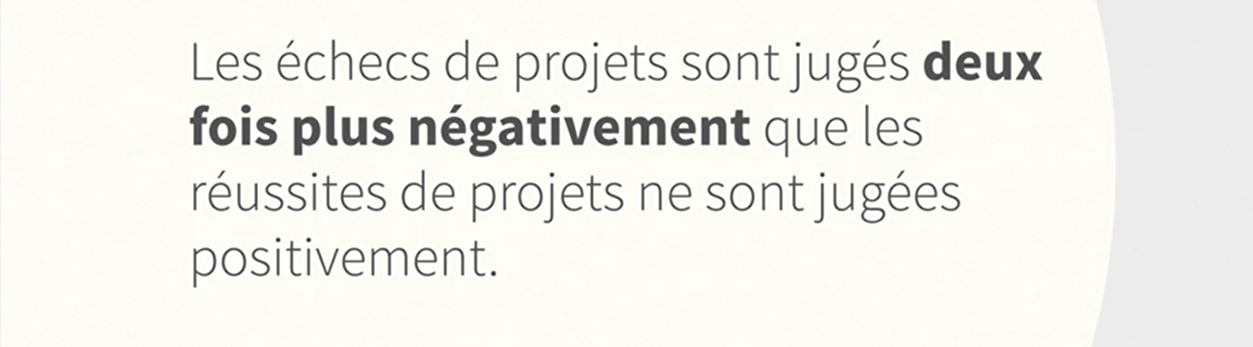 Les échecs de projets sont jugés deux
fois plus négativement que les
réussites de projets ne sont jugées
positivement.